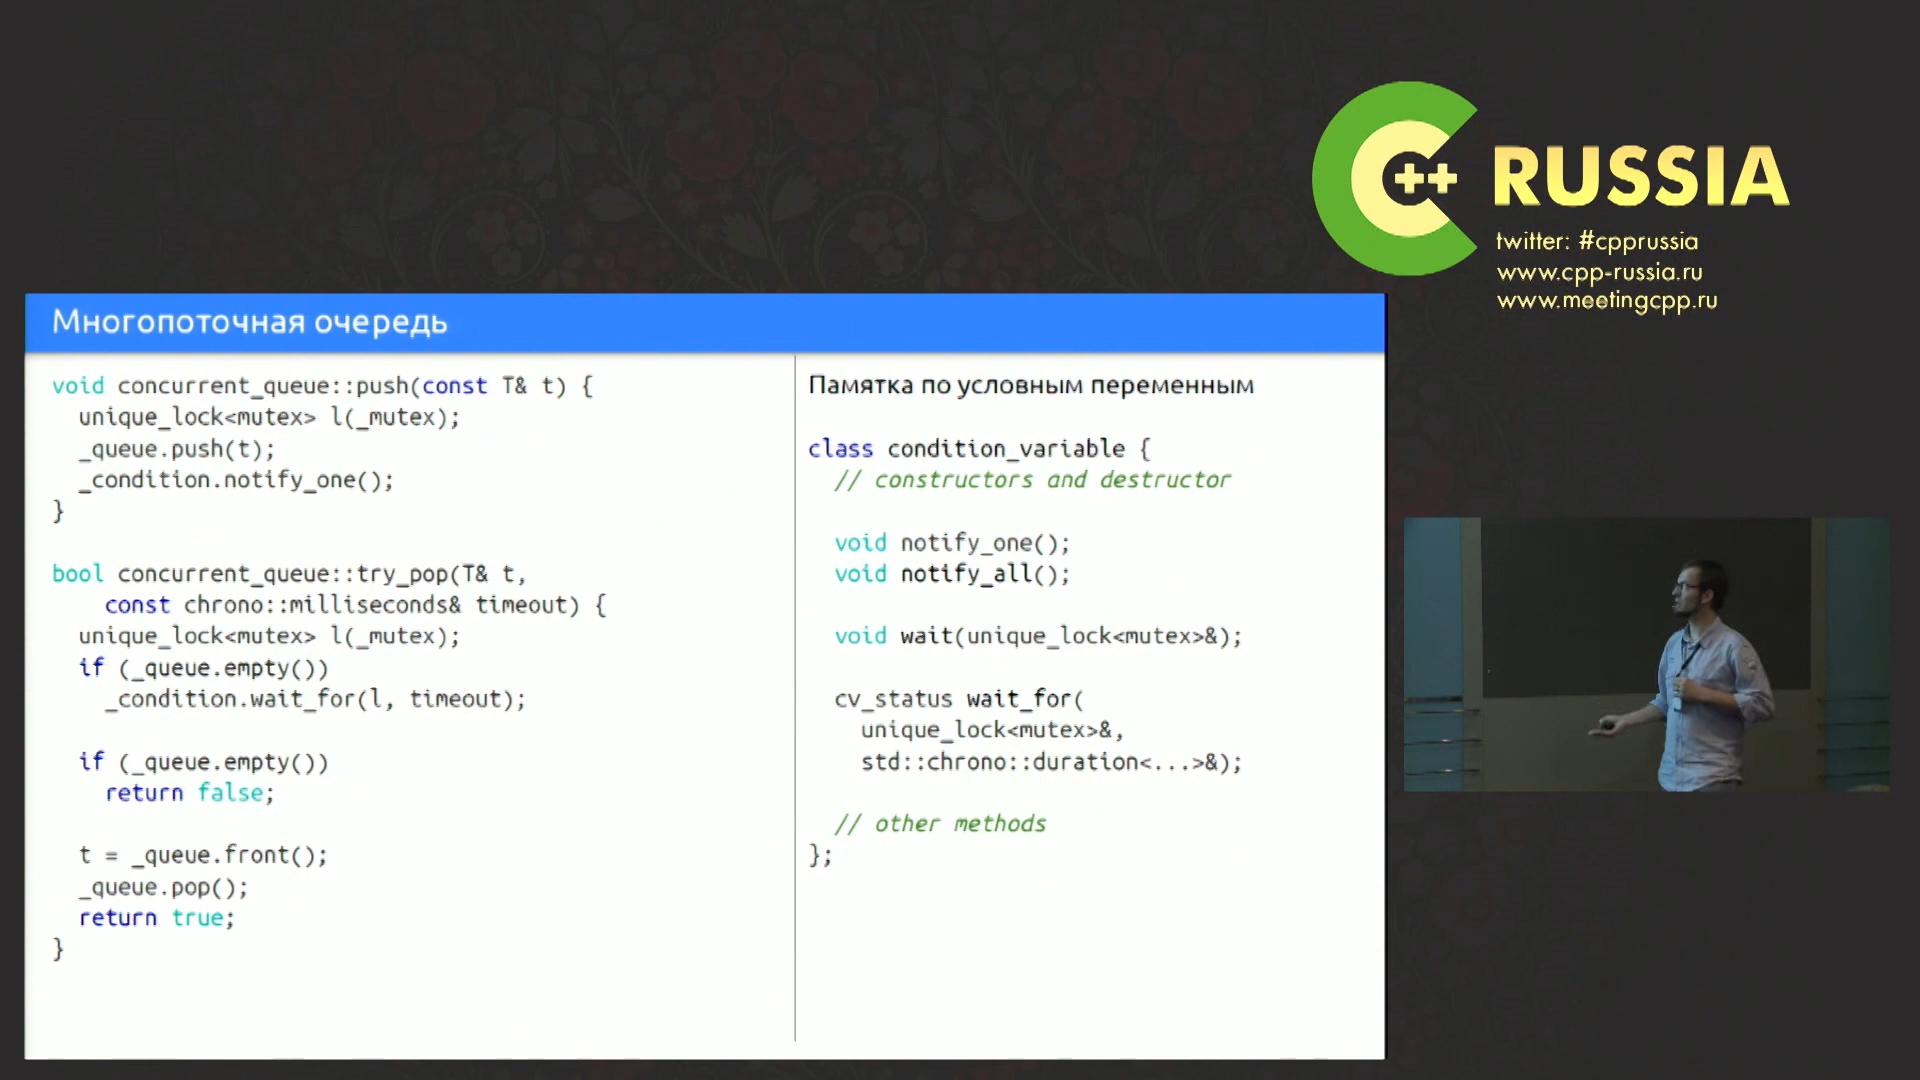 ++ RUSSIA
twitter: #cpprussia
www.cpp-russia.ru
www.meetingcpp.ru
Многопоточная очередь
void concurrent_queue::push(const T& t) {
unique_lock<mutex> l(_mutex);
_queue.push(t);
_condition.notify_one();
}
bool concurrent_queue::try_pop(T& t,
const chrono::milliseconds& timeout) {
unique_lock<mutex> l(_mutex);
if (_queue.empty())
_condition.wait_for(l, timeout);
if (_queue.empty())
return false;
t = _queue.front();
_queue.pop();
return true;
}
Памятка по условным переменным
class condition_variable {
// constructors and destructor
void notify_one();
void notify_all();
void wait(unique_lock<mutex>&);
cv_status wait_for(
unique_lock<mutex>&,
std::chrono::duration<...>&);
// other methods
};